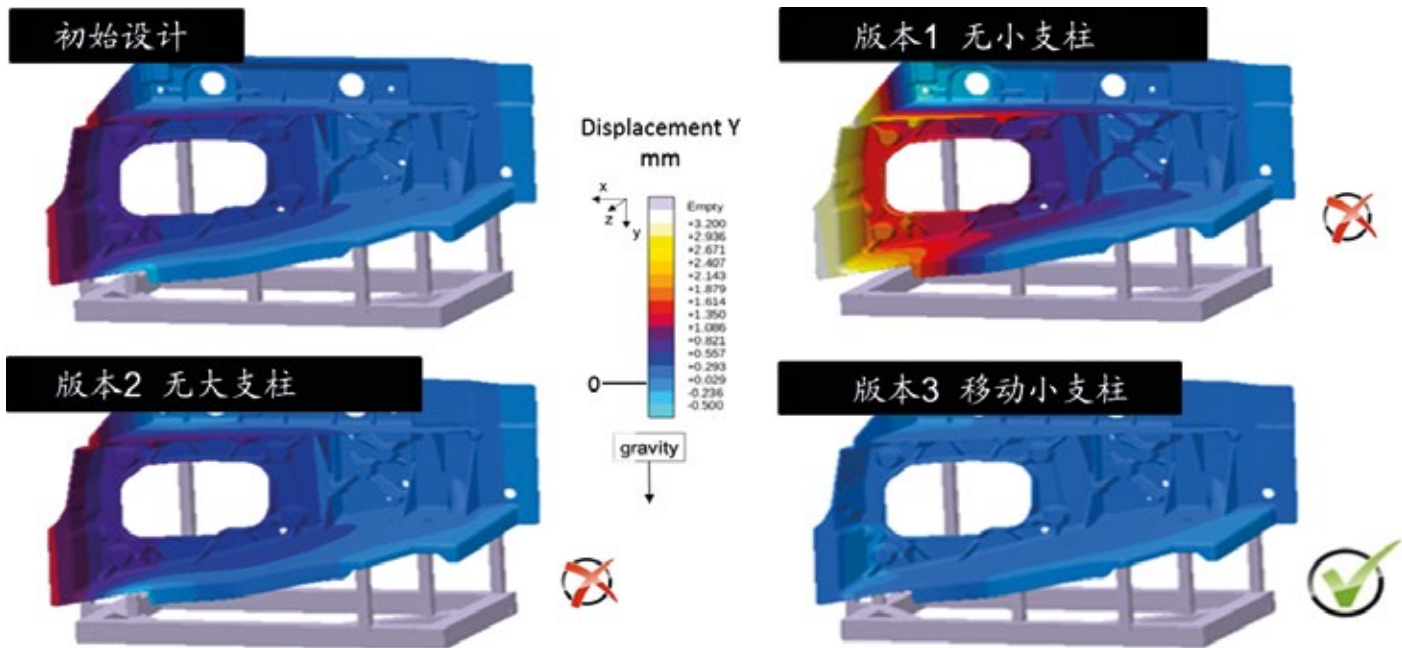 初始设计
版本1 无小支柱
Displacement Y
mm
x
z
y
Empty
+3.200
+2.936
+2.671
+2.407
+2.143
+1.879
+1.614
+1.350
+1.086
+0.821
+0.557
+0.293
+0.029
-0.236
-0.500
0
gravity
版本2 无大支柱
版本3 移动小支柱